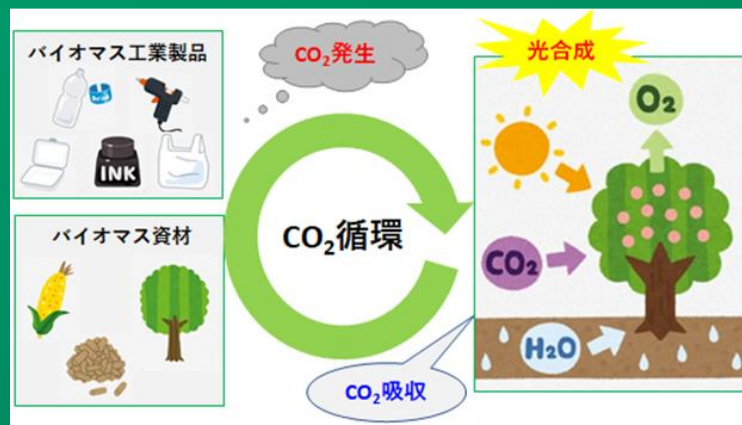 バイオマス工業製品
INK
バイオマス資材
CO₂発生
CO₂循環
CO₂吸収
光合成
O₂
CO₂
H₂O